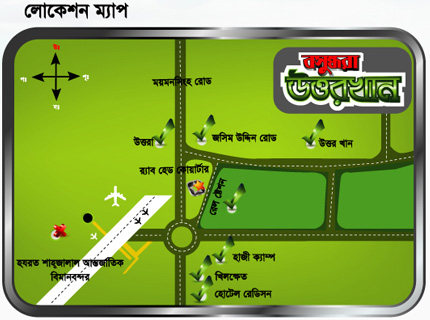 লোকেশন ম্যাপ
বসুন্ধরা
উত্তরখান
উঃ
পঃ
পূঃ
দঃ
ময়মনসিংহ রোড
উত্তরা
জসিম উদ্দিন রোড
উত্তর খান
র‌্যাব হেড কোয়ার্টার
রেল ষ্টেশন
হাজী ক্যাম্প
হযরত শাহ্জালাল আন্তর্জাতিক
বিমানবন্দর
খিলক্ষেত
হোটেল রেডিসন